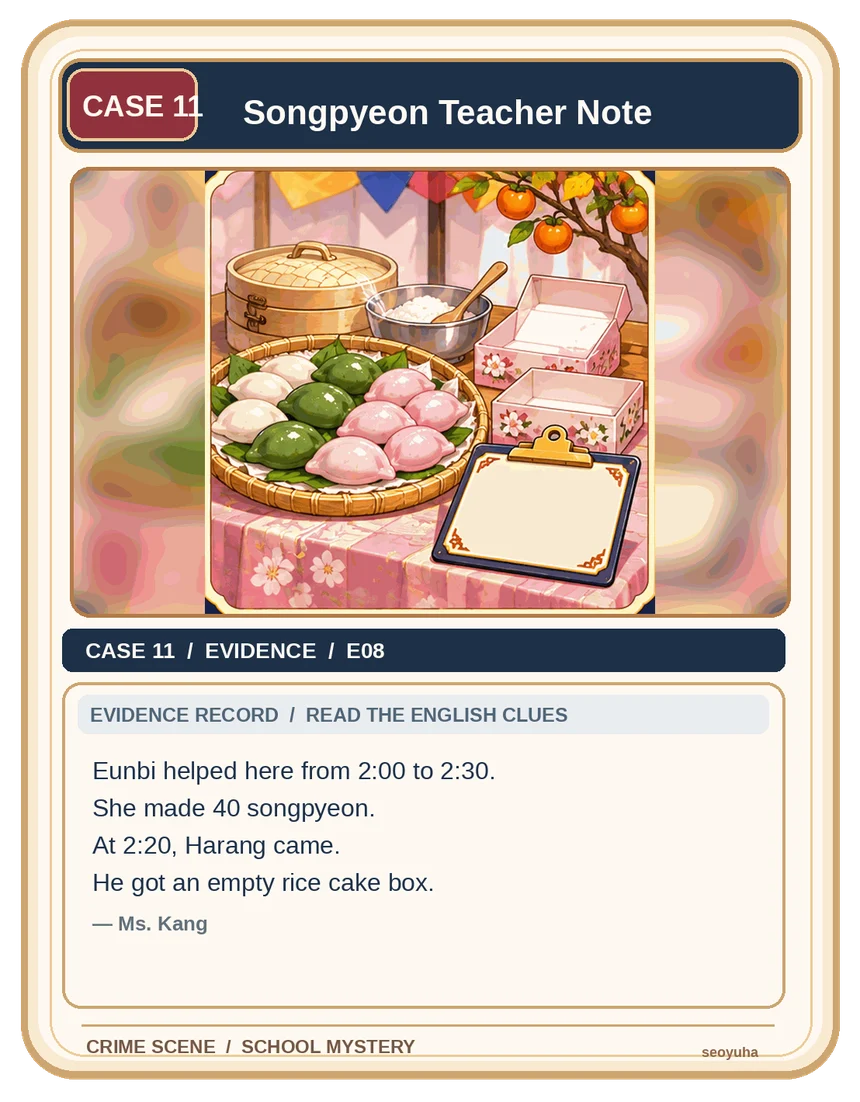 CASE 11
Songpyeon Teacher Note
CASE 11 / EVIDENCE / E08
EVIDENCE RECORD / READ THE ENGLISH CLUES
Eunbi helped here from 2:00 to 2:30.
She made 40 songpyeon.
At 2:20, Harang came.
He got an empty rice cake box.
— Ms. Kang
CRIME SCENE / SCHOOL MYSTERY
seoyuha